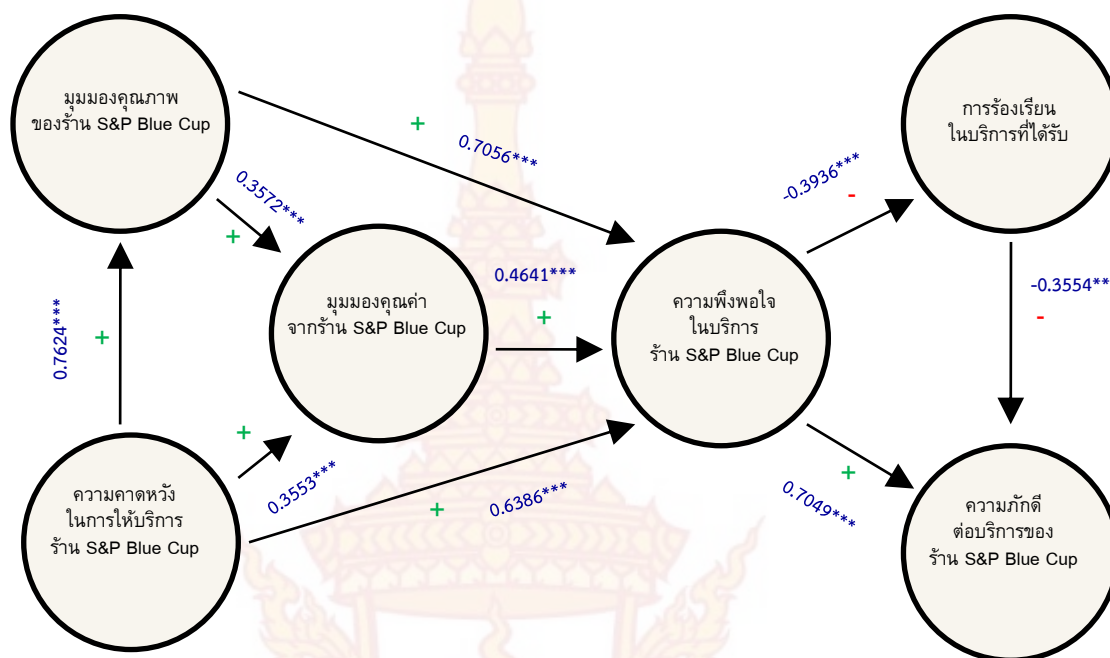 มุมมองคุณภาพ
ของร้าน S&P Blue Cup
การร้องเรียน
ในบริการที่ได้รับ
+
0.7056***
-0.3936***
-
0.3572***
+
มุมมองคุณค่า
จากร้าน S&P Blue Cup
0.4641***
+
ความพึงพอใจ
ในบริการ
ร้าน S&P Blue Cup
-0.3554**
-
0.7624***
+
+
0.3553***
+
0.6386***
+
0.7049***
ความคาดหวัง
ในการให้บริการ
ร้าน S&P Blue Cup
ความภักดี
ต่อบริการของ
ร้าน S&P Blue Cup